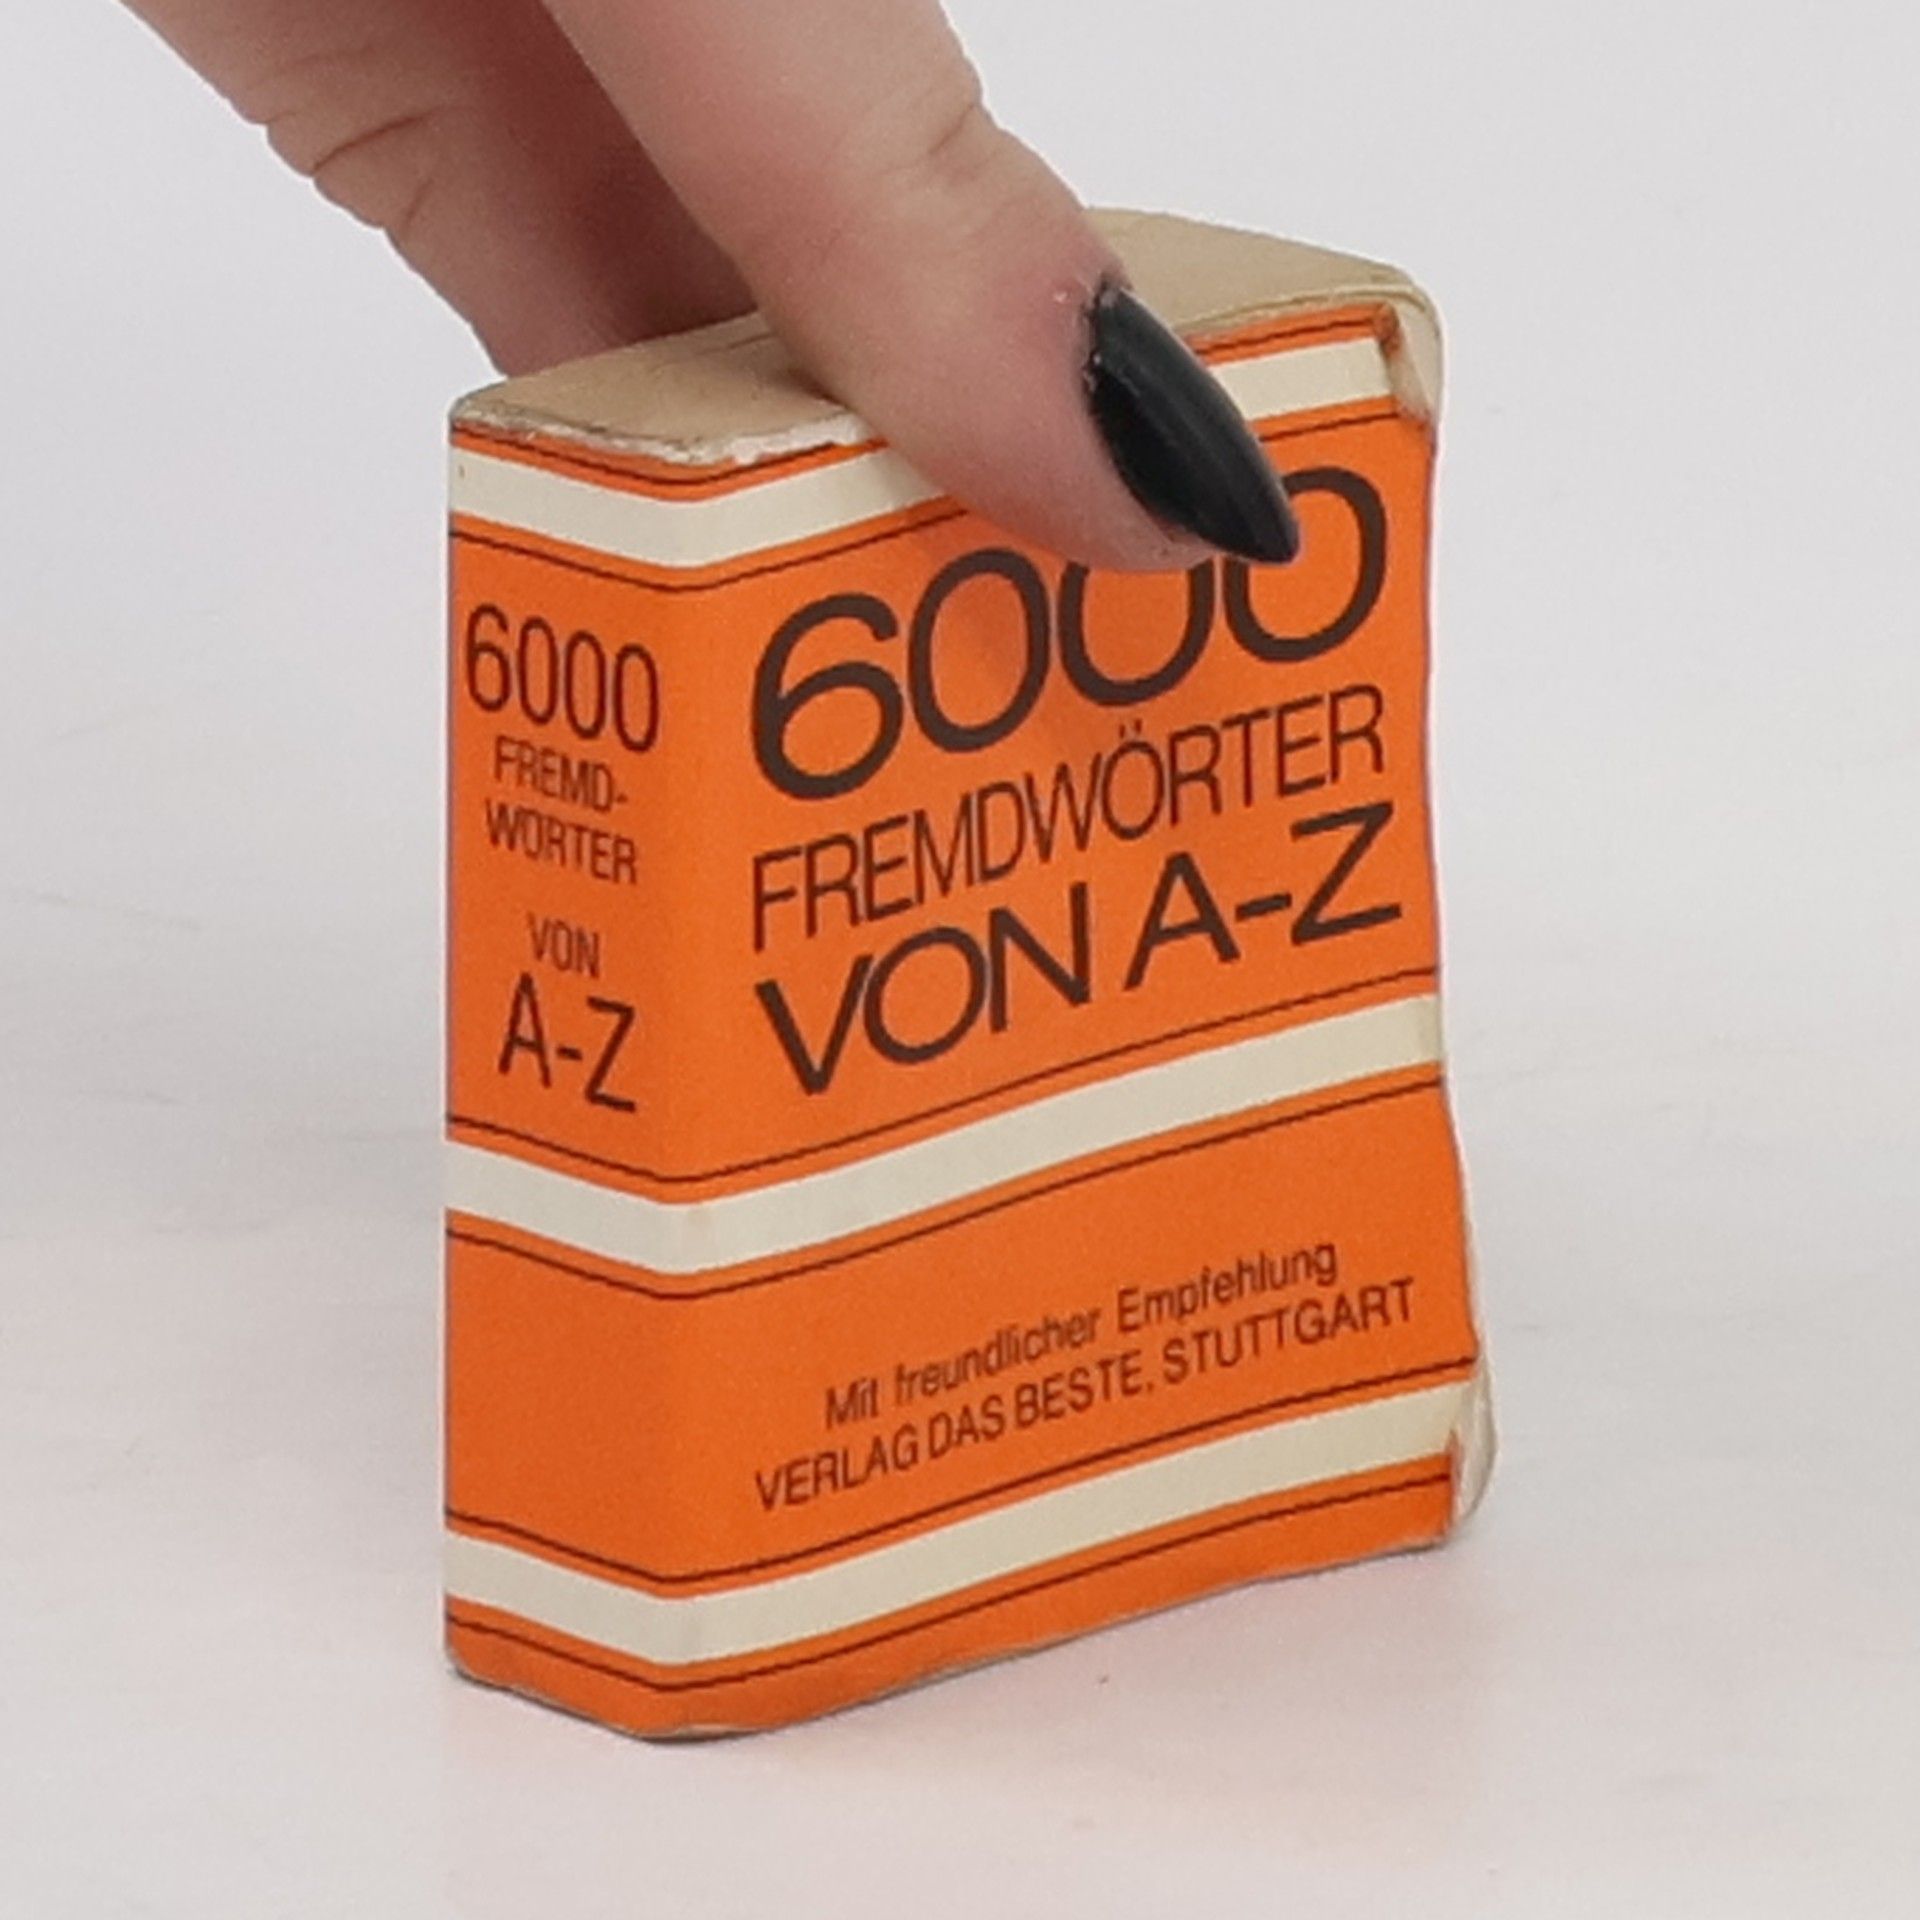 6000
FREMD-
WÖRTER
VON
A-Z
6000
FREMDWÖRTER
VON A-Z
Mit freundlicher Empfehlung
VERLAG DAS BESTE, STUTTGART